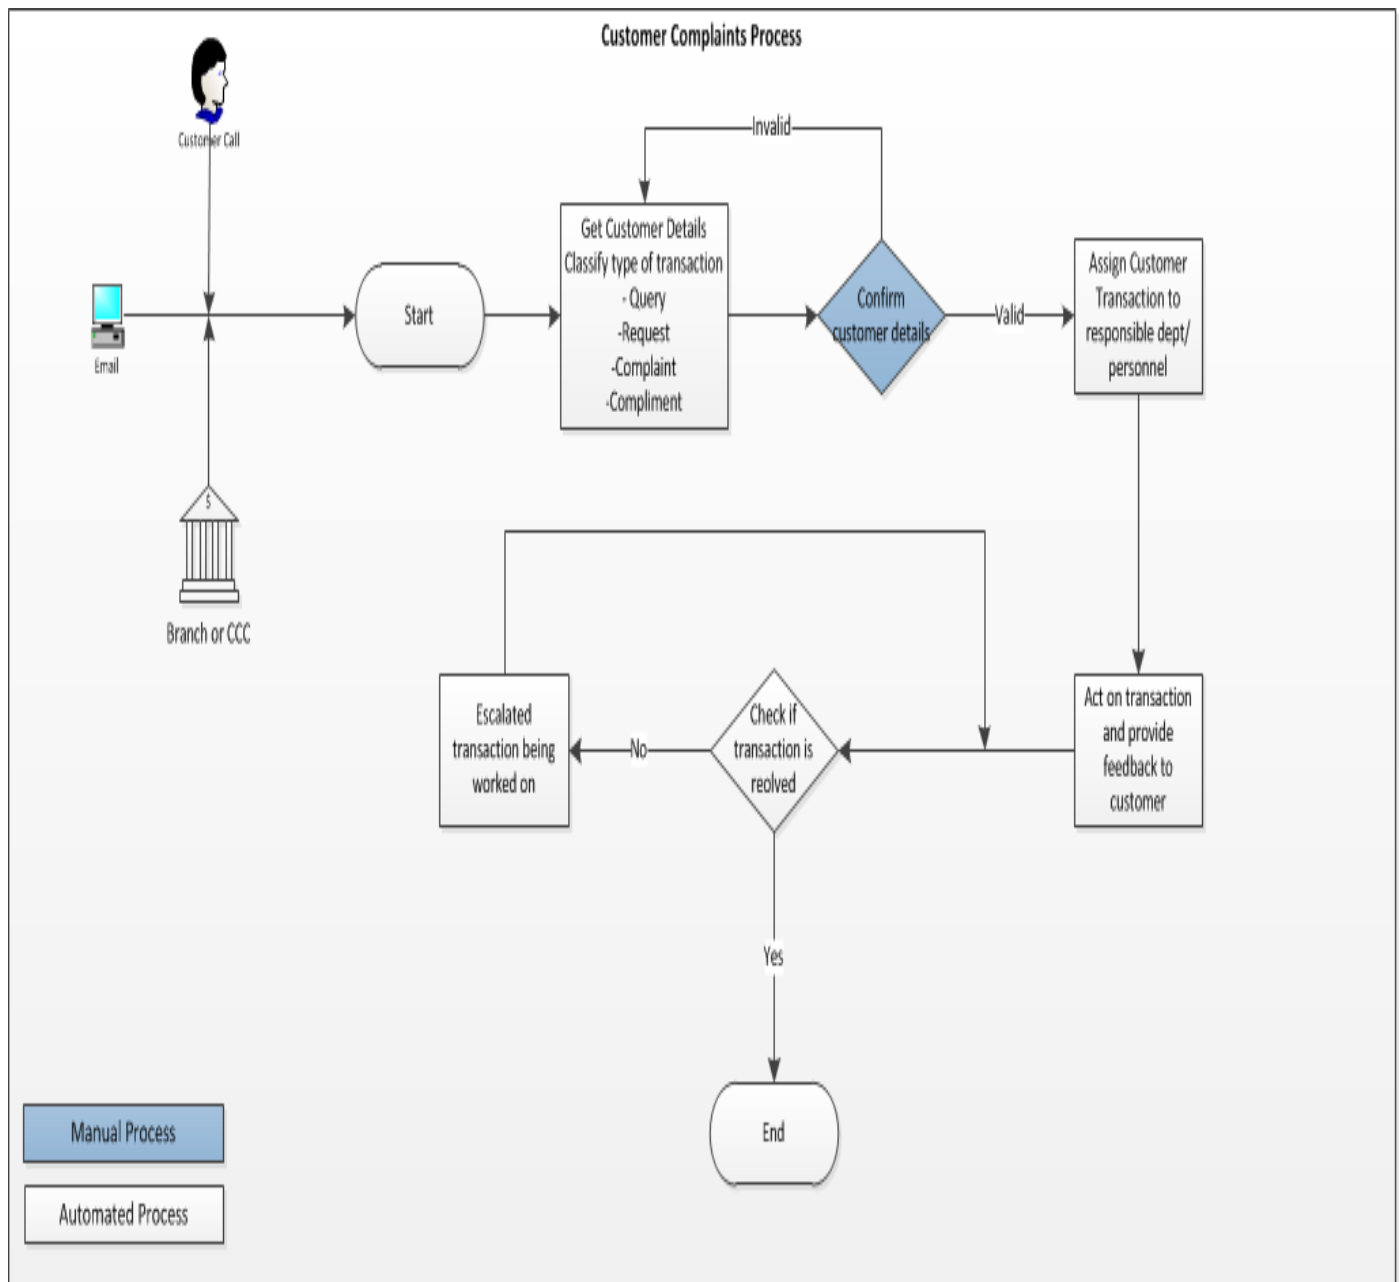 Customer Complaints Process
Customer Call
Invalid
Get Customer Details
Classify type of transaction
- Query
-Request
-Complaint
-Compliment
Confirm
customer details
Valid
Assign Customer
Transaction to
responsible dept/
personnel
Start
Email
$
Branch or CCC
Escalated
transaction being
worked on
No
Check if
transaction is
reolved
Act on transaction
and provide
feedback to
customer
Yes
End
Manual Process
Automated Process